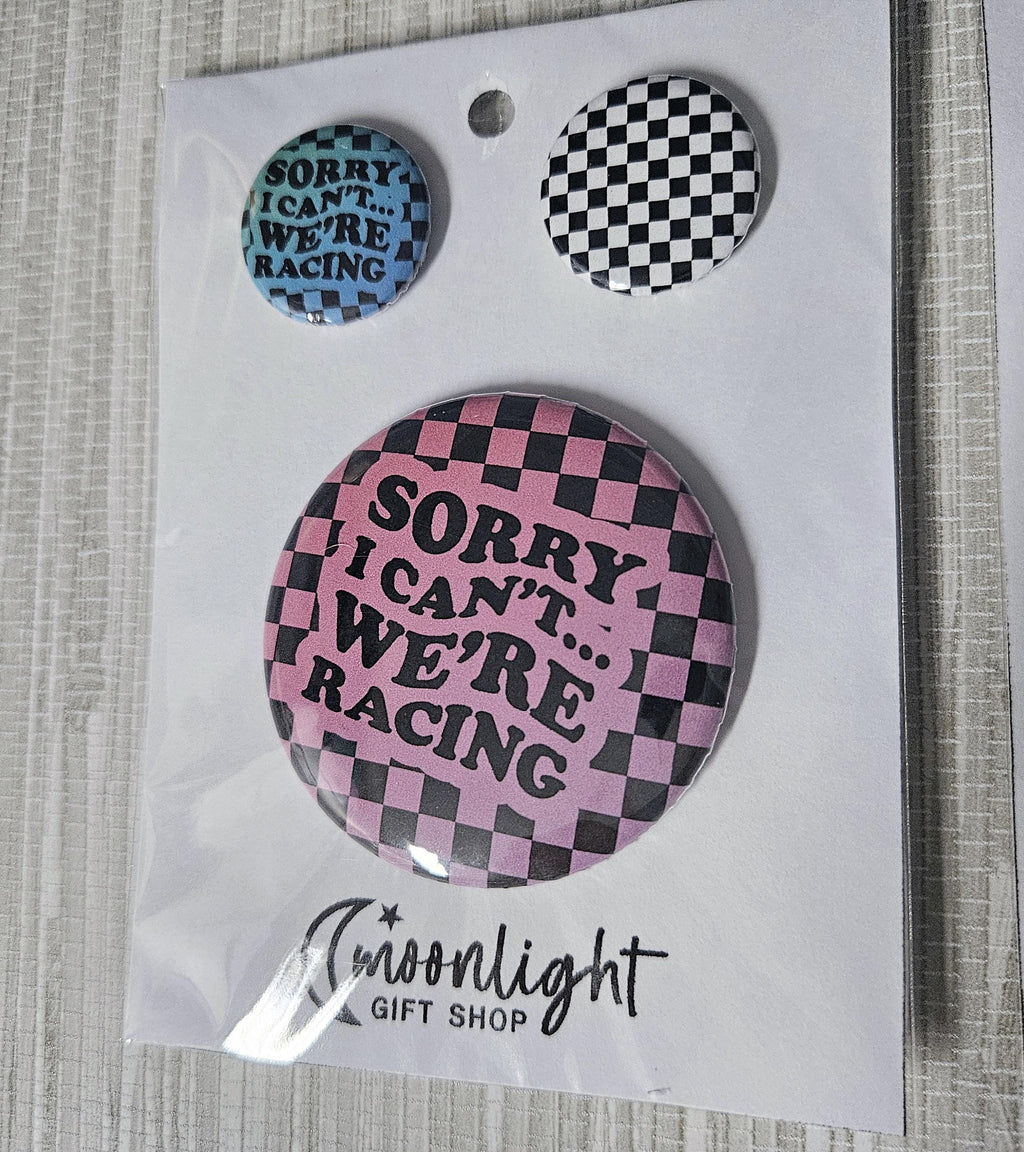 SORRY
I CAN'T...
WE'RE
RACING
SORRY
I CAN'T...
WE'RE
RACING
moonlight
GIFT SHOP